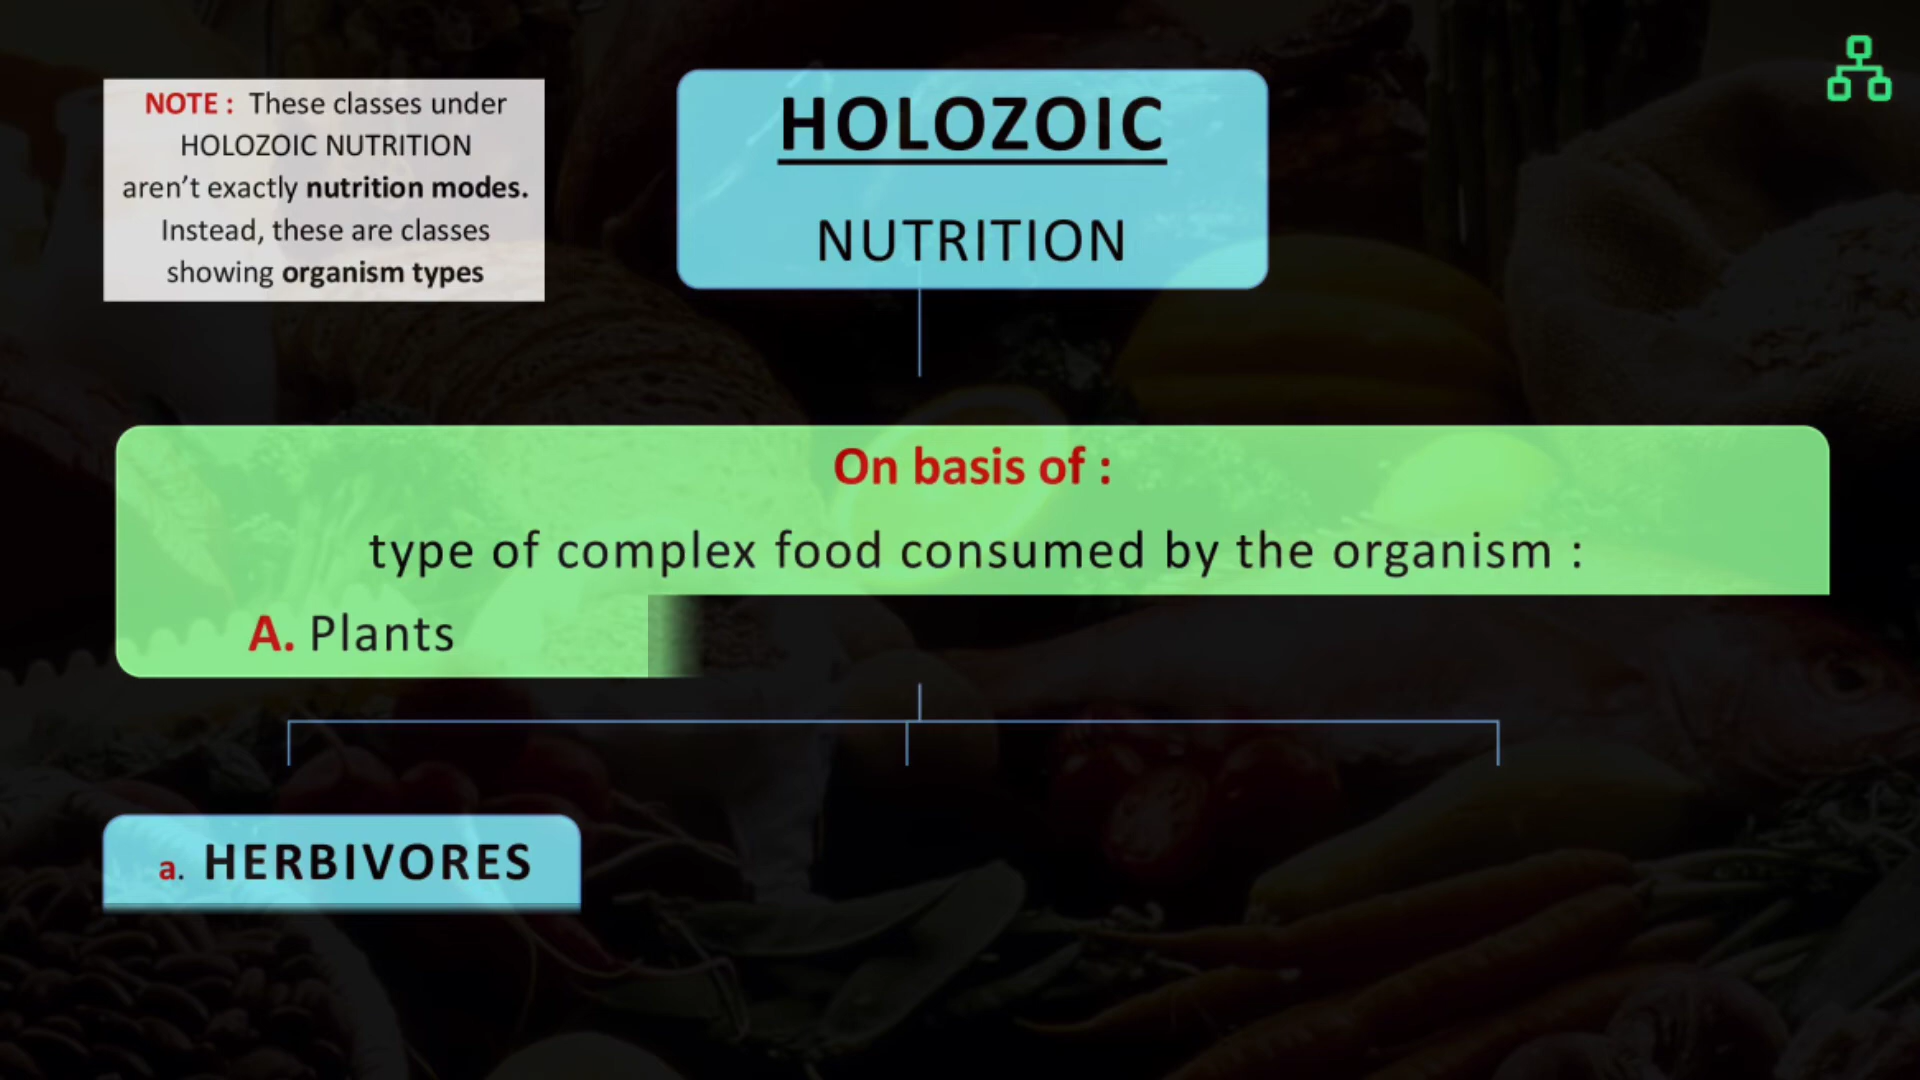 NOTE : These classes under
HOLOZOIC NUTRITION
aren’t exactly nutrition modes.
Instead, these are classes
showing organism types
HOLOZOIC
NUTRITION
On basis of :
type of complex food consumed by the organism :
A. Plants
a. HERBIVORES